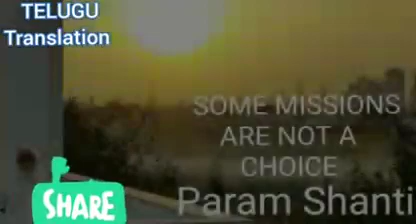 TELUGU
Translation
SOME MISSIONS
ARE NOT A
CHOICE
Param Shanti
SHARE